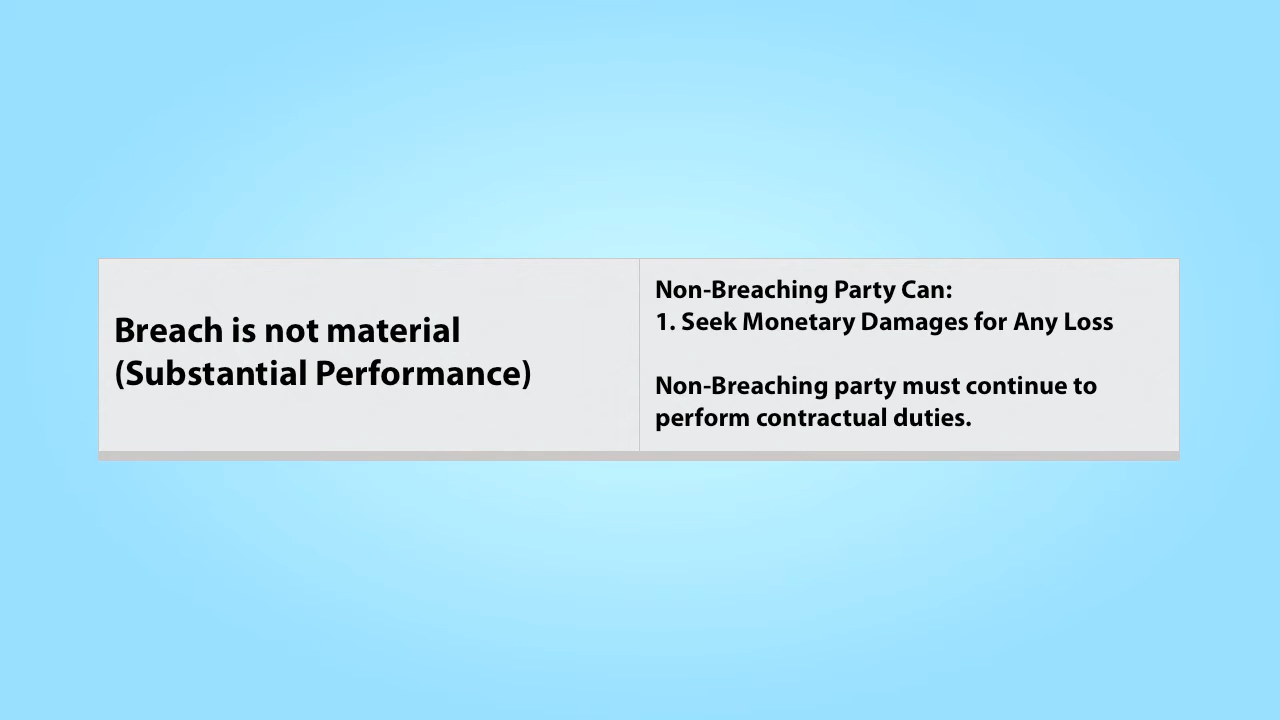 Breach is not material
(Substantial Performance)
Non-Breaching Party Can:
1. Seek Monetary Damages for Any Loss
Non-Breaching party must continue to
perform contractual duties.